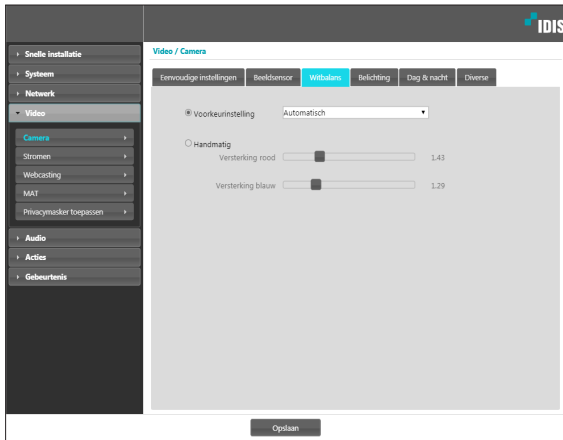 IDIS
Snelle installatie
Systeem
Netwerk
Video
Camera
Stromen
Webcasting
MAT
Privacymasker toepassen
Audio
Acties
Gebeurtenis
Video / Camera
Eenvoudige instellingen Beeldsensor Witbalans Belichting Dag & nacht Diverse
Voorkeurinstelling Automatisch
Handmatig
Versterking rood 1.43
Versterking blauw 1.29
Opslaan